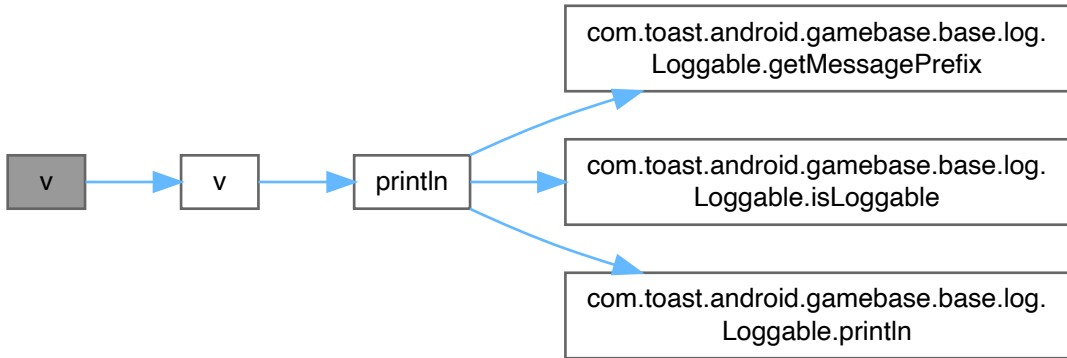 v
v
println
com.toast.android.gamebase.base.log.
Loggable.getMessagePrefix
com.toast.android.gamebase.base.log.
Loggable.isLoggable
com.toast.android.gamebase.base.log.
Loggable.println